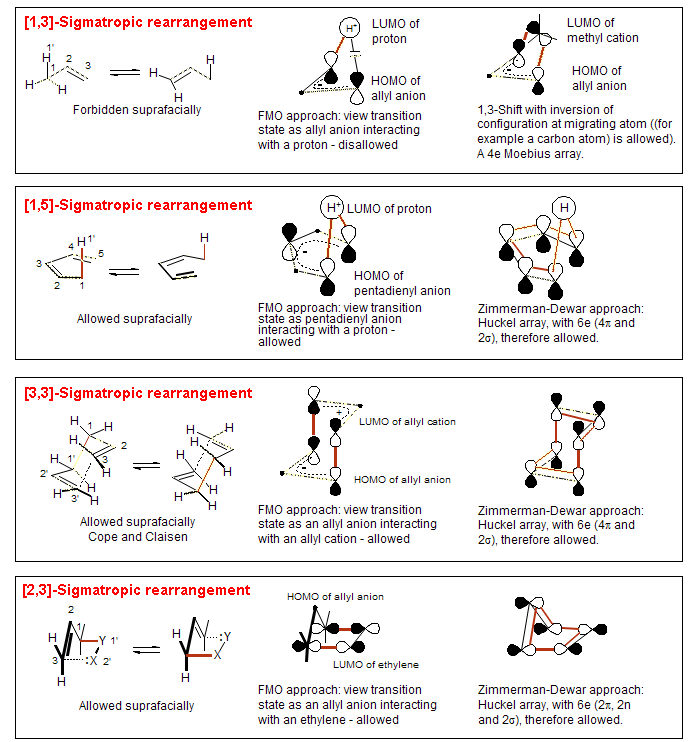 [1,3]-Sigmatropic rearrangement
1'
H
1
2
3
H
H
H
H
Forbidden suprafacially
H+
LUMO of
proton
HOMO of
allyl anion
-
FMO approach: view transition
state as allyl anion interacting
with a proton - disallowed
LUMO of
methyl cation
HOMO of
allyl anion
-
1,3-Shift with inversion of
configuration at migrating atom ((for
example a carbon atom) is allowed).
A 4e Moebius array.
[1,5]-Sigmatropic rearrangement
H 1'
4
5
3
2
1
H
Allowed suprafacially
H+
LUMO of proton
-
HOMO of
pentadienyl anion
FMO approach: view transition
state as pentadienyl anion
interacting with a proton -
allowed
H
Zimmerman-Dewar approach:
Huckel array, with 6e (4π and
2σ), therefore allowed.
[3,3]-Sigmatropic rearrangement
H
1
H
2
1'
3
H
2'
H
H
3'
H
H
H
H
H
H
H
Allowed suprafacially
Cope and Claisen
+
LUMO of allyl cation
-
HOMO of allyl anion
FMO approach: view transition
state as an allyl anion interacting
with an allyl cation - allowed
Zimmerman-Dewar approach:
Huckel array, with 6e (4π and
2σ), therefore allowed.
[2,3]-Sigmatropic rearrangement
2
1
H
Y 1'
3
:X 2'
H
H
:Y
X
H
Allowed suprafacially
HOMO of allyl anion
LUMO of ethylene
FMO approach: view transition
state as an allyl anion interacting
with an ethylene - allowed
Zimmerman-Dewar approach:
Huckel array, with 6e (2π, 2n
and 2σ), therefore allowed.